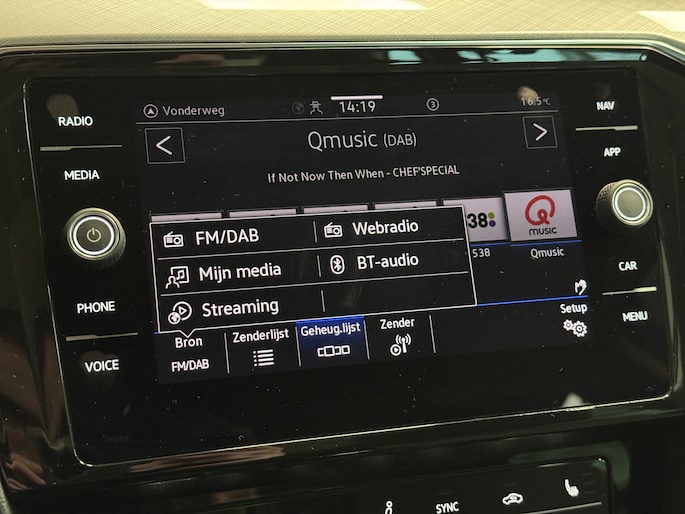 RADIO
MEDIA
PHONE
VOICE
Vonderweg
14:19
3
16.5°C
Qmusic (DAB)
If Not Now Then When - CHEF'SPECIAL
38:
538
Q
MUSIC
Qmusic
FM/DAB
Webradio
Mijn media
BT-audio
Streaming
Bron
FM/DAB
Zenderlijst
Geheug.lijst
Zender
Setup
NAV
APP
CAR
MENU
SYNC